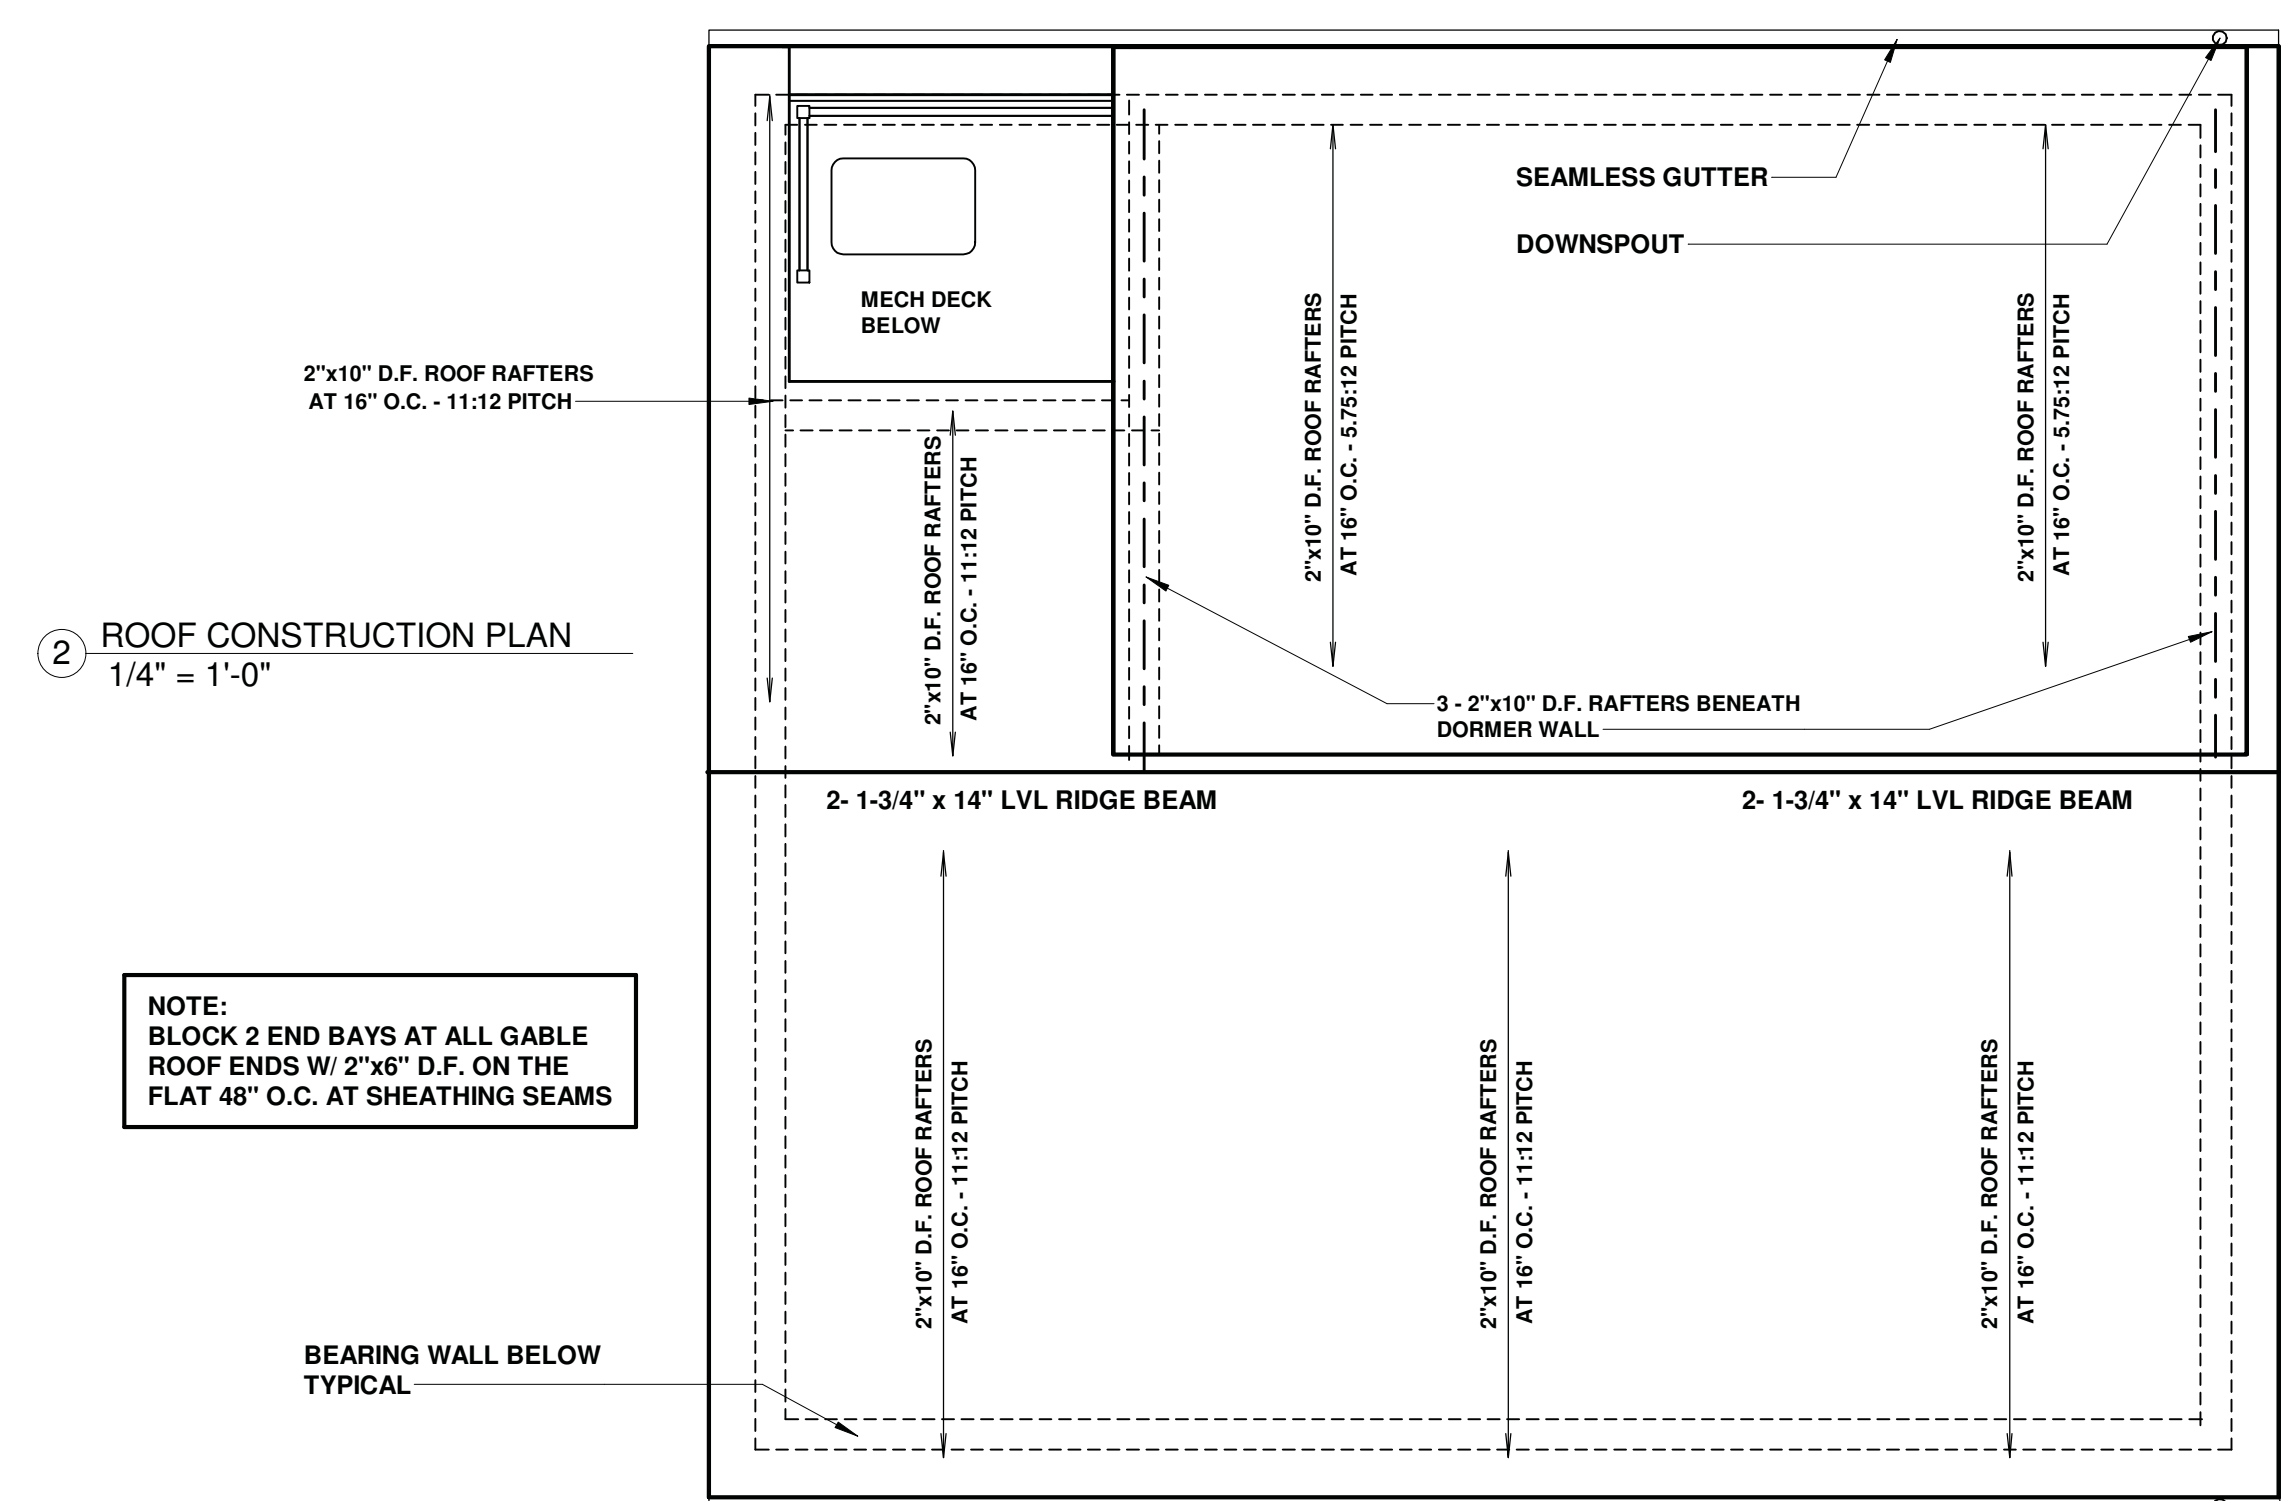 SEAMLESS GUTTER
DOWNSPOUT
MECH DECK
BELOW
2"x10" D.F. ROOF RAFTERS
AT 16" O.C. - 11:12 PITCH
2"x10" D.F. ROOF RAFTERS
AT 16" O.C. - 11:12 PITCH
2"x10" D.F. ROOF RAFTERS
AT 16" O.C. - 5.75:12 PITCH
2"x10" D.F. ROOF RAFTERS
AT 16" O.C. - 5.75:12 PITCH
2 ROOF CONSTRUCTION PLAN
1/4" = 1'-0"
3 - 2"x10" D.F. RAFTERS BENEATH
DORMER WALL
2- 1-3/4" x 14" LVL RIDGE BEAM
2- 1-3/4" x 14" LVL RIDGE BEAM
NOTE:
BLOCK 2 END BAYS AT ALL GABLE
ROOF ENDS W/ 2"x6" D.F. ON THE
FLAT 48" O.C. AT SHEATHING SEAMS
2"x10" D.F. ROOF RAFTERS
AT 16" O.C. - 11:12 PITCH
2"x10" D.F. ROOF RAFTERS
AT 16" O.C. - 11:12 PITCH
2"x10" D.F. ROOF RAFTERS
AT 16" O.C. - 11:12 PITCH
BEARING WALL BELOW
TYPICAL